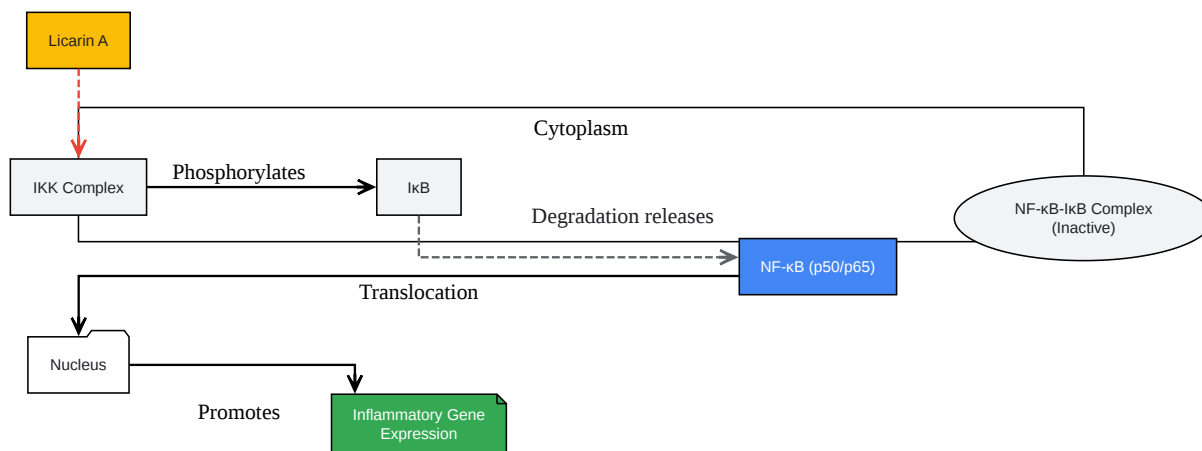 Licarin A
Cytoplasm
IKK Complex
Phosphorylates
IκB
Degradation releases
NF-κB-IκB Complex
(Inactive)
NF-κB (p50/p65)
Translocation
Nucleus
Promotes
Inflammatory Gene
Expression